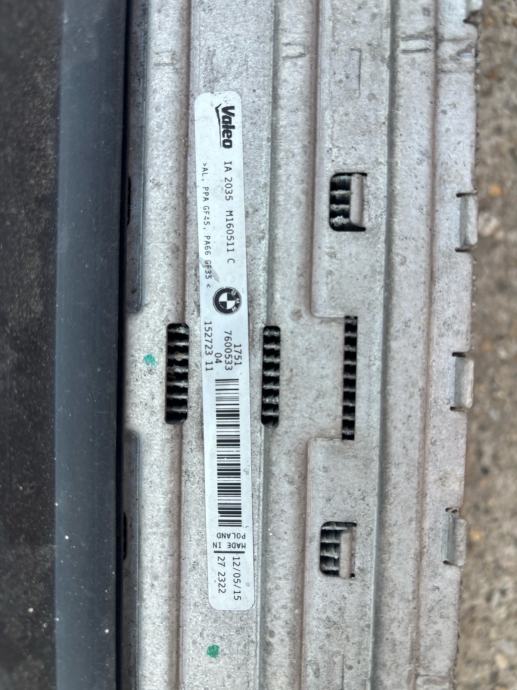 Valeo
IA 2035 M160511 C
>AL, PPA GF45, PA66 GF35 <
BMW
1751
7600533
04
152723 11
MADE IN
POLAND
12/05/15
27 2322